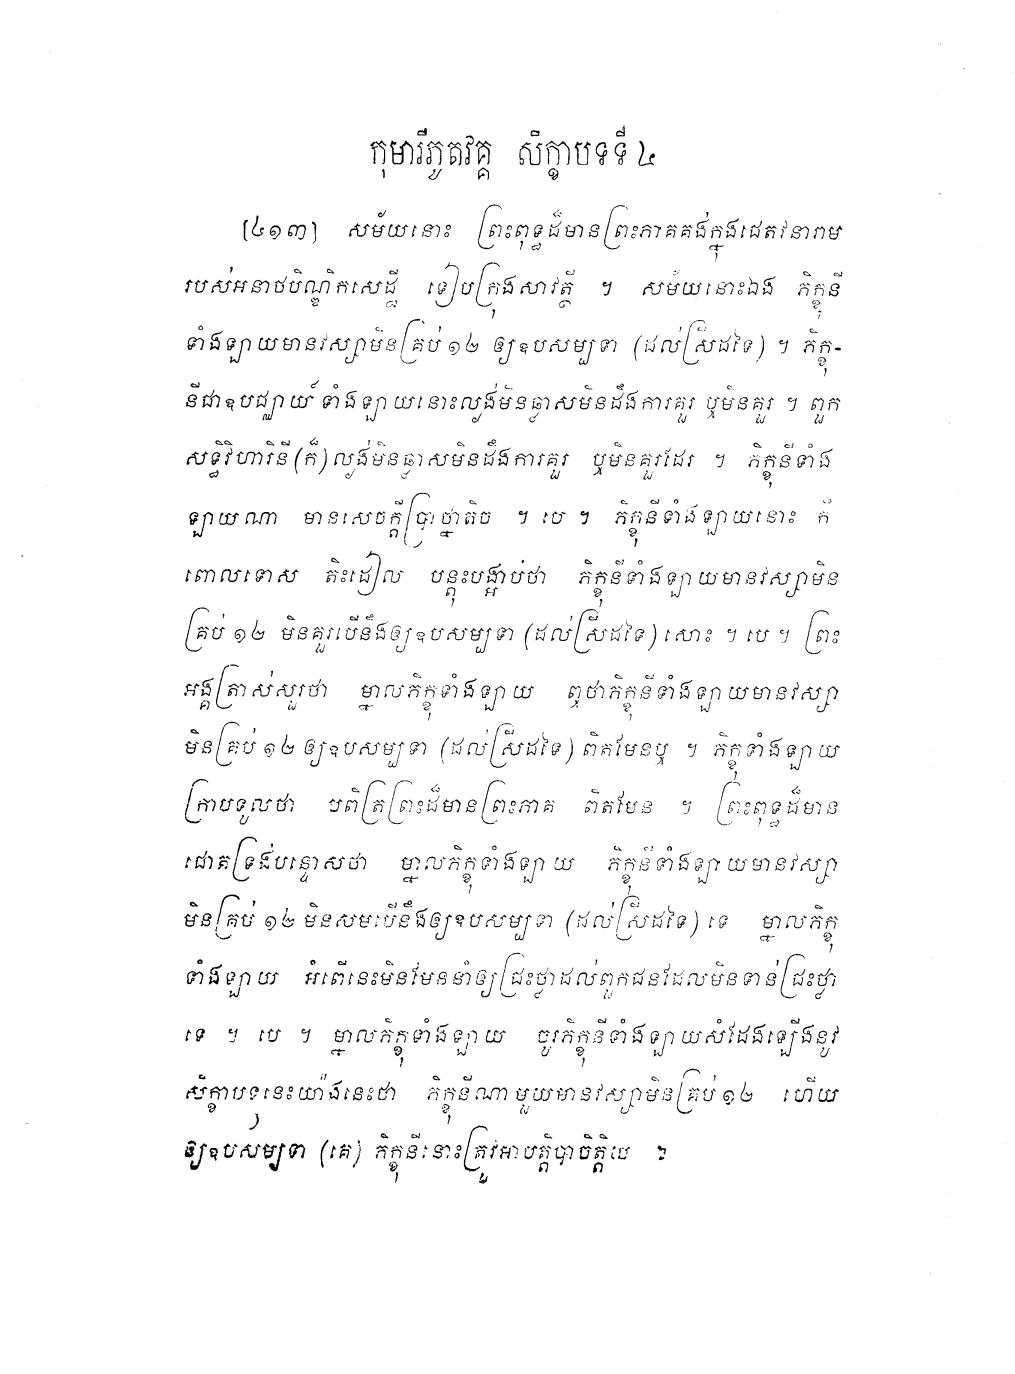 កុមារីភូតវគ្គ សិក្ខាបទទី ៤
[៤១៣] សម័យនោះ ព្រះពុទ្ធដ៏មានព្រះភាគគង់ក្នុងជេតវនារាម
របស់អនាថបិណ្ឌិកសេដ្ឋី ទៀបក្រុងសាវត្ថី ។ សម័យនោះឯង ភិក្ខុនី
ទាំងឡាយមានវស្សាមិនគ្រប់ ១២ ឲ្យឧបសម្បទា (ដល់ស្រីដទៃ) ។ ភិក្ខុ-
នីជាឧបជ្ឈាយ៍ ទាំងឡាយនោះល្ងង់មិនឆ្លាសមិនដឹងការគួរ ឬមិនគួរ ។ ពួក
សទ្ធិវិហារិនី (ក៏) ល្ងង់មិនឆ្លាសមិនដឹងការគួរ ឬមិនគួរដែរ ។ ភិក្ខុនីទាំង
ឡាយណា មានសេចក្តីប្រាថ្នាតិច ។ បេ ។ ភិក្ខុនីទាំងឡាយនោះ ក៏
ពោលទោស តិះដៀល បន្តុះបង្អាប់ថា ភិក្ខុនីទាំងឡាយមានវស្សាមិន
គ្រប់ ១២ មិនគួរបើនឹងឲ្យឧបសម្បទា (ដល់ស្រីដទៃ) សោះ ។ បេ ។ ព្រះ
អង្គត្រាស់សួរថា ម្នាលភិក្ខុទាំងឡាយ ឮថាភិក្ខុនីទាំងឡាយមានវស្សា
មិនគ្រប់ ១២ ឲ្យឧបសម្បទា (ដល់ស្រីដទៃ) ពិតមែនឬ ។ ភិក្ខុទាំងឡាយ
ក្រាបទូលថា បពិត្រព្រះដ៏មានព្រះភាគ ពិតមែន ។ ព្រះពុទ្ធដ៏មាន
ជោគទ្រង់បន្ទោសថា ម្នាលភិក្ខុទាំងឡាយ ភិក្ខុនីទាំងឡាយមានវស្សា
មិនគ្រប់ ១២ មិនសមបើនឹងឲ្យឧបសម្បទា (ដល់ស្រីដទៃ) ទេ ម្នាលភិក្ខុ
ទាំងឡាយ អំពើនេះមិនមែននាំឲ្យជ្រះថ្លាដល់ពួកជនដែលមិនទាន់ជ្រះថ្លា
ទេ ។ បេ ។ ម្នាលភិក្ខុទាំងឡាយ ចូរភិក្ខុនីទាំងឡាយសំដែងឡើងនូវ
សិក្ខាបទនេះយ៉ាងនេះថា ភិក្ខុនីណាមួយមានវស្សាមិនគ្រប់ ១២ ហើយ
ឲ្យឧបសម្បទា (គេ) ភិក្ខុនីនោះត្រូវអាបត្តិបាចិត្តិយ ។